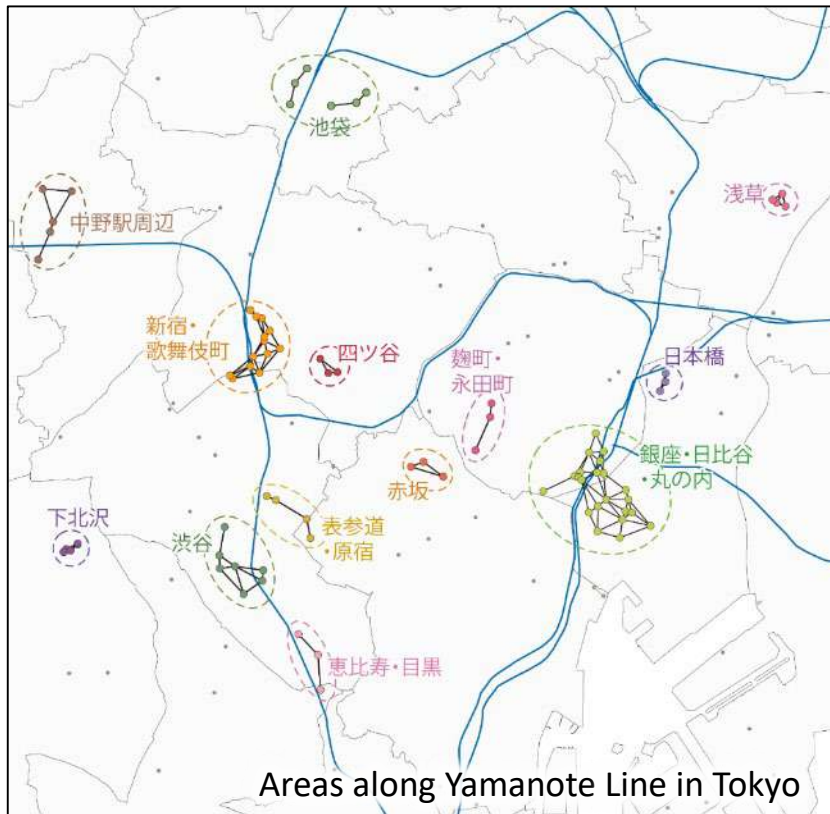 池袋
浅草
中野駅周辺
新宿・
歌舞伎町
四ツ谷
麹町・
永田町
日本橋
銀座・日比谷
・丸の内
赤坂
下北沢
渋谷
表参道
・原宿
恵比寿・目黒
Areas along Yamanote Line in Tokyo